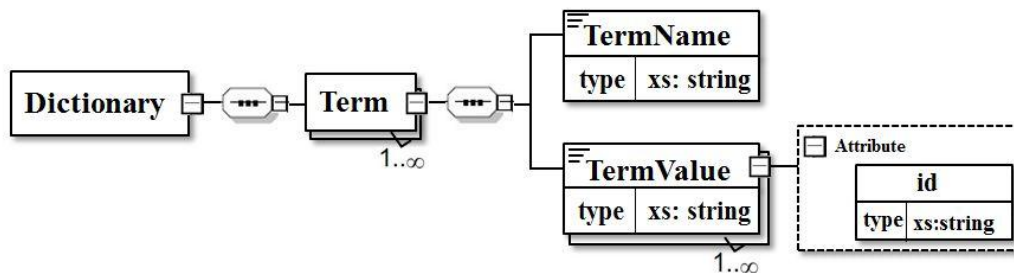 Dictionary
Term
1..∞
TermName
type xs: string
TermValue
type xs: string
1..∞
Attribute
id
type xs:string